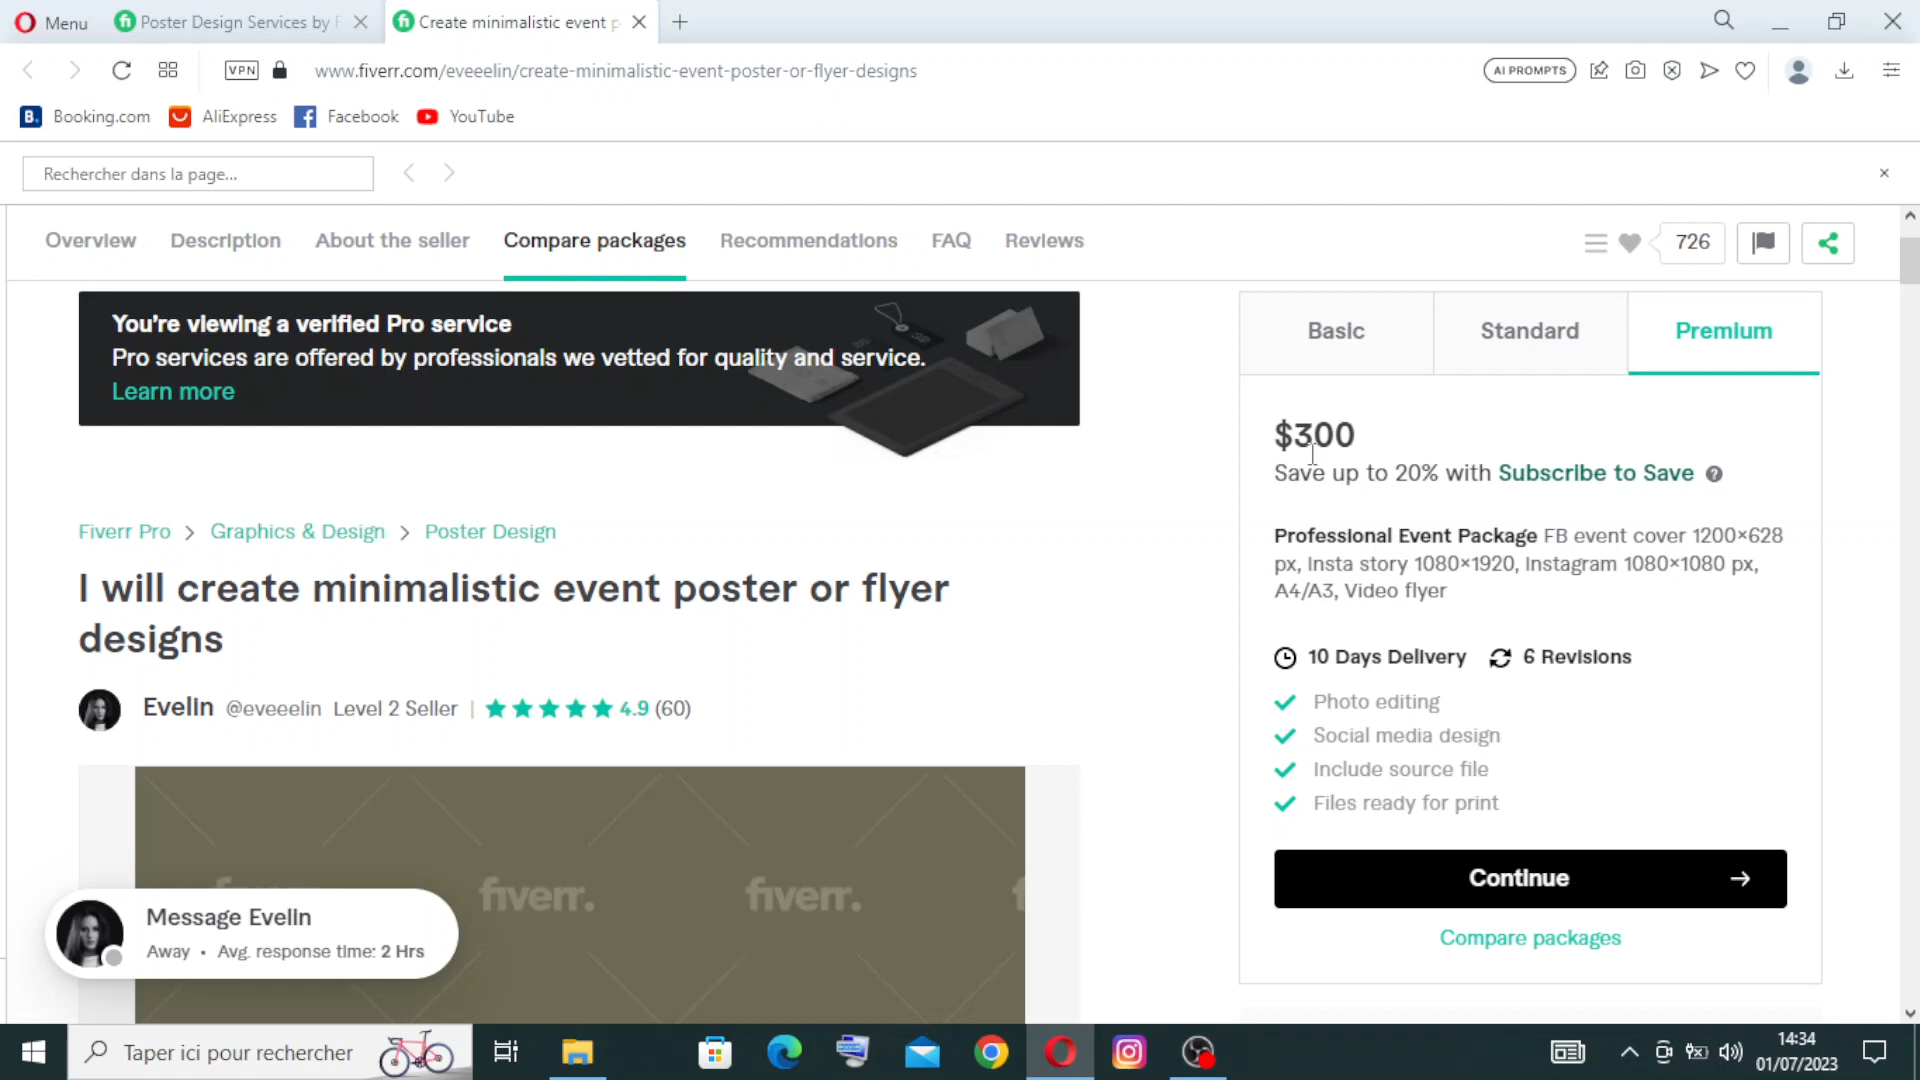 Menu
Poster Design Services by F
Create minimalistic event p
VPN
www.fiverr.com/eveeelin/create-minimalistic-event-poster-or-flyer-designs
AI PROMPTS
B. Booking.com
AliExpress
Facebook
YouTube
Rechercher dans la page...
Overview
Description
About the seller
Compare packages
Recommendations
FAQ
Reviews
726
You're viewing a verified Pro service
Pro services are offered by professionals we vetted for quality and service.
Learn more
Fiverr Pro > Graphics & Design > Poster Design
I will create minimalistic event poster or flyer
designs
Evelin @eveeelin Level 2 Seller | 4.9 (60)
fiverr. fiverr.
Message Evelin
Away • Avg. response time: 2 Hrs
Basic
Standard
Premium
$300
Save up to 20% with Subscribe to Save ?
Professional Event Package FB event cover 1200×628
px, Insta story 1080×1920, Instagram 1080×1080 px,
A4/A3, Video flyer
10 Days Delivery
6 Revisions
Photo editing
Social media design
Include source file
Files ready for print
Continue →
Compare packages
Taper ici pour rechercher
14:34
01/07/2023